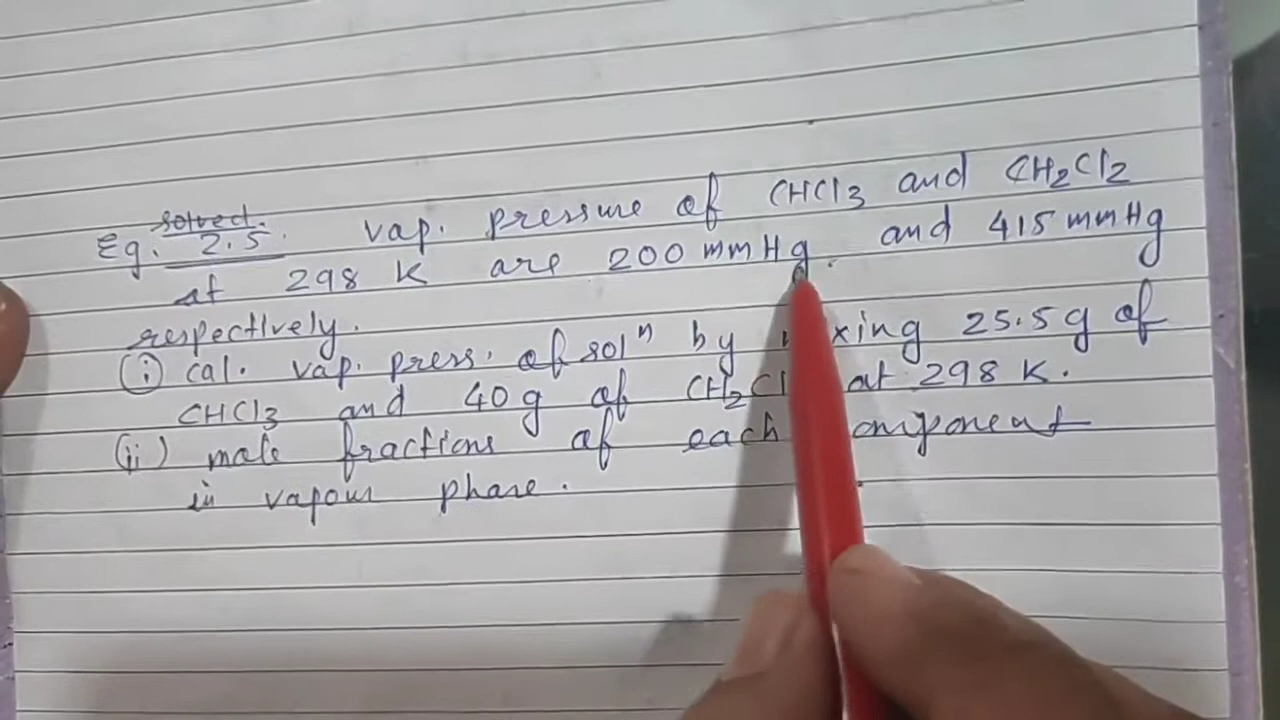 solved.
Eg. 2.5. vap. pressure of CHCl3 and CH2Cl2
at 298 K are 200 mmHg. and 415 mmHg
respectively.
(i) cal. vap. press. of solⁿ by xing 25.5g of
CHCl3 and 40g of CH2Cl at 298 K.
(ii) mole fractions of each omponent
in vapour phase.